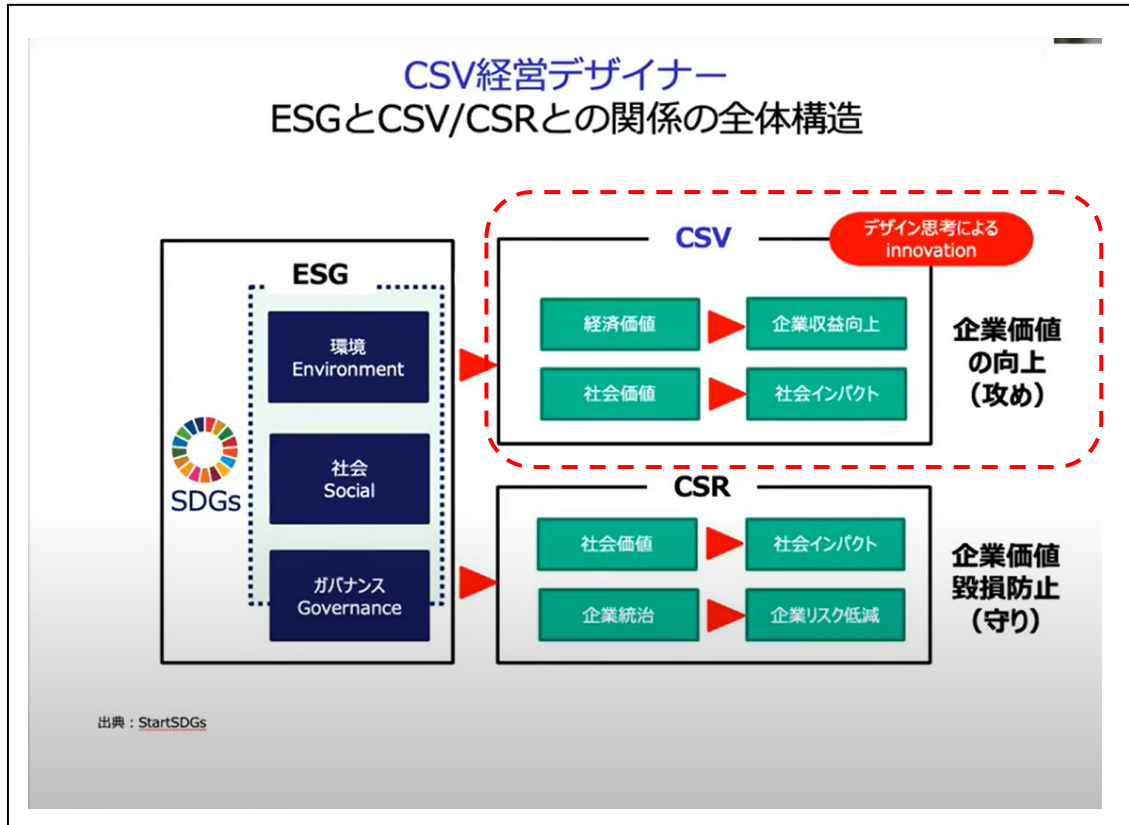 CSV経営デザイナー
ESGとCSV/CSRとの関係の全体構造
SDGs
ESG
環境
Environment
社会
Social
ガバナンス
Governance
CSV
デザイン思考による
innovation
経済価値
企業収益向上
社会価値
社会インパクト
企業価値
の向上
（攻め）
CSR
社会価値
社会インパクト
企業統治
企業リスク低減
企業価値
毀損防止
（守り）
出典：StartSDGs